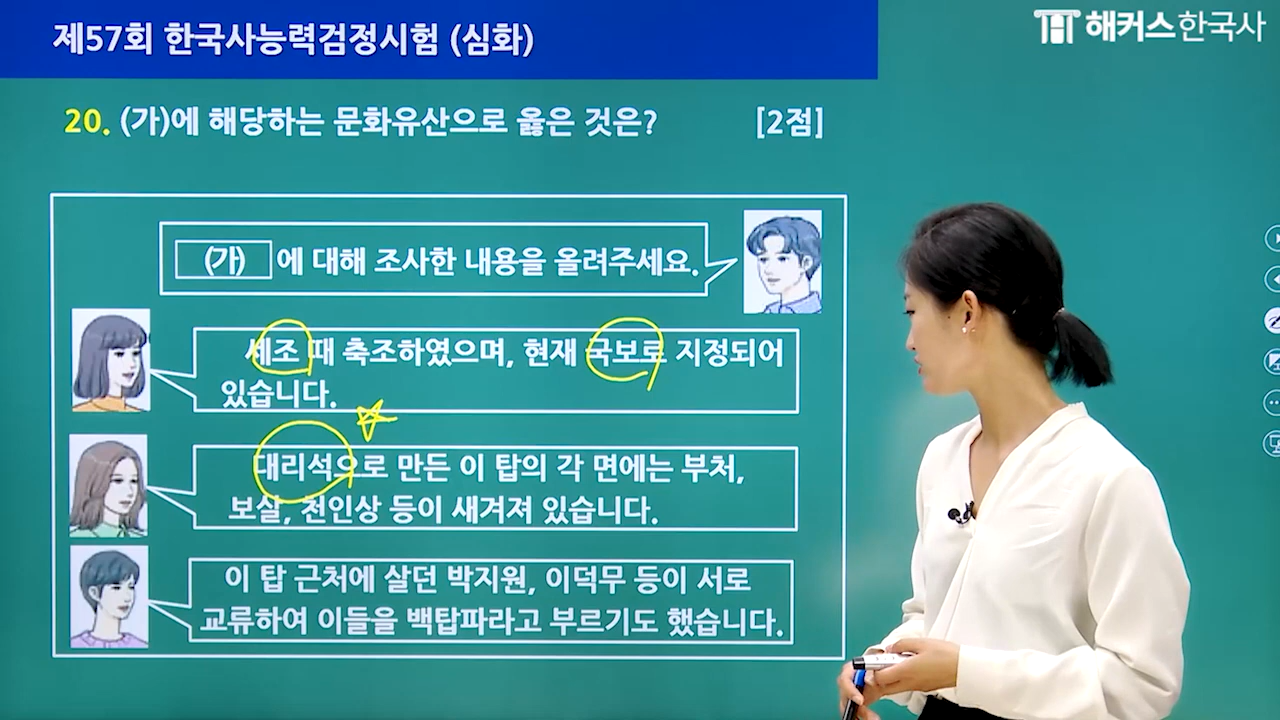 제57회 한국사능력검정시험 (심화)
해커스한국사
20. (가)에 해당하는 문화유산으로 옳은 것은? [2점]
(가) 에 대해 조사한 내용을 올려주세요.
세조 때 축조하였으며, 현재 국보로 지정되어
있습니다.
대리석으로 만든 이 탑의 각 면에는 부처,
보살, 천인상 등이 새겨져 있습니다.
이 탑 근처에 살던 박지원, 이덕무 등이 서로
교류하여 이들을 백탑파라고 부르기도 했습니다.